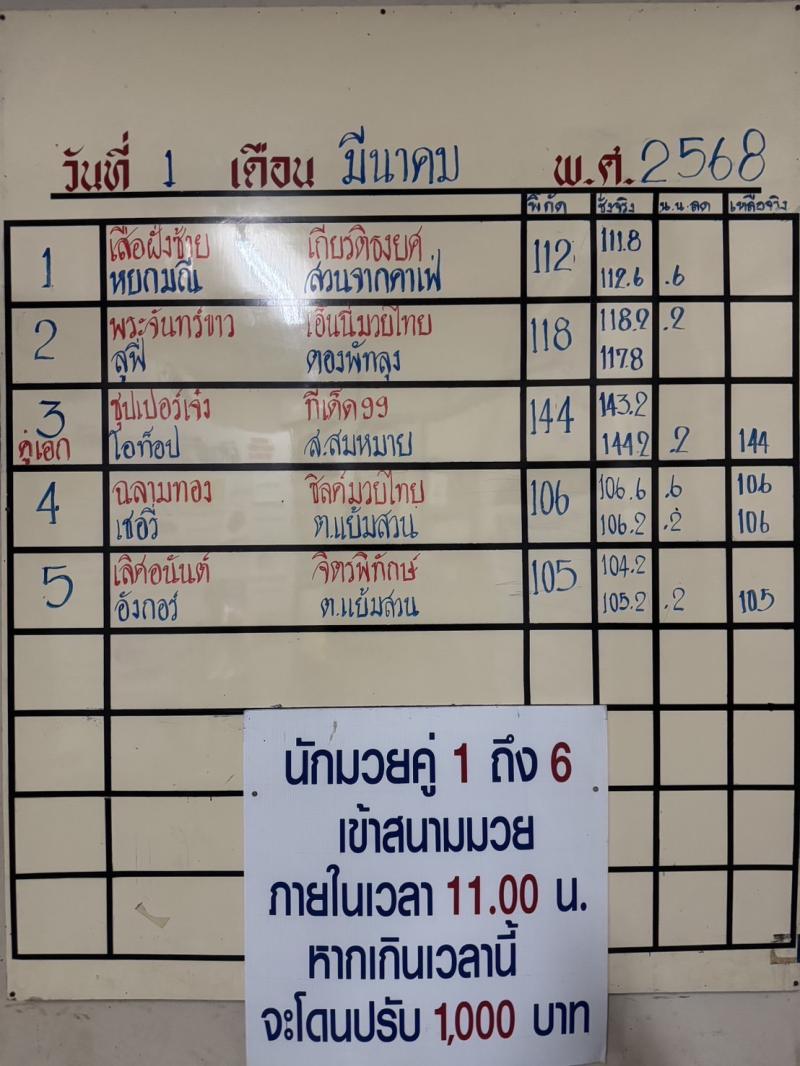 วันที่ 1 เดือน มีนาคม พ.ศ. 2568
พิกัด ชั่งจริง น.น.ลด เหลือจริง
1 เสือฝั่งซ้าย เกียรติธงยศ 112 111.8
หยกมณี สวนจากคาเฟ่ 112.6 .6
2 พระจันทร์ขาว เอ็นนี่มวยไทย 118 118.2 .2
สุฟี่ ตองพัทลุง 117.8
3 ซุปเปอร์เจ๋ง ทีเด็ด99 144 143.2
คู่เอก โอท็อป ส.สมหมาย 144.2 .2 144
4 ฉลามทอง ชิลด์มวยไทย 106 106.6 .6 106
เชอรี่ ต.แย้มสวน 106.2 .2 106
5 เลิศอนันต์ จิตรพิทักษ์ 105 104.2
อังกอร์ ต.แย้มสวน 105.2 .2 105
นักมวยคู่ 1 ถึง 6
เข้าสนามมวย
ภายในเวลา 11.00 น.
หากเกินเวลานี้
จะโดนปรับ 1,000 บาท